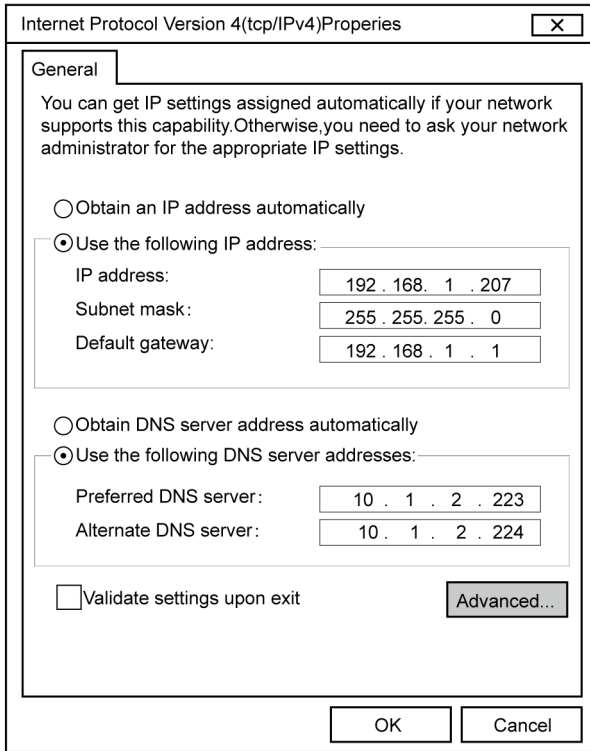 Internet Protocol Version 4(tcp/IPv4)Properies
X
General
You can get IP settings assigned automatically if your network
supports this capability.Otherwise,you need to ask your network
administrator for the appropriate IP settings.
Obtain an IP address automatically
Use the following IP address:
IP address: 192 . 168. 1 .207
Subnet mask: 255 . 255. 255 . 0
Default gateway: 192 . 168 . 1 . 1
Obtain DNS server address automatically
Use the following DNS server addresses:
Preferred DNS server: 10 . 1 . 2 . 223
Alternate DNS server: 10 . 1 . 2 . 224
Validate settings upon exit
Advanced...
OK
Cancel